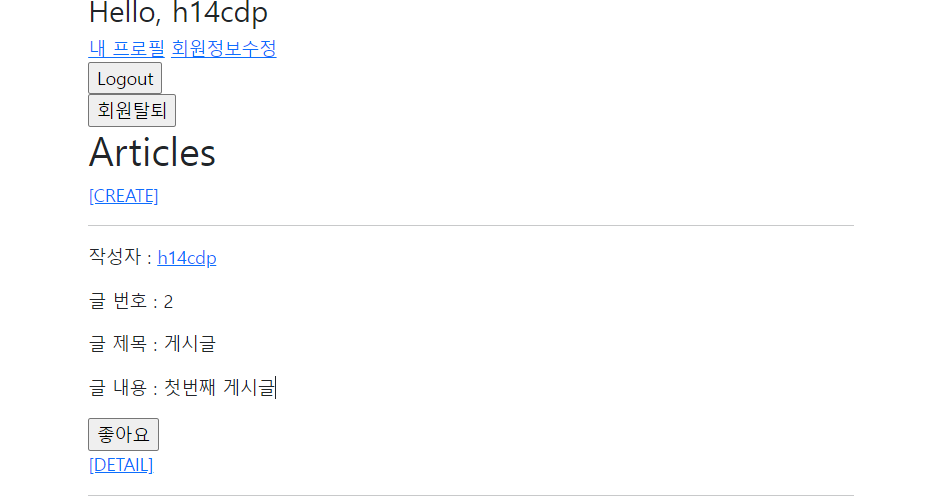 Hello, h14cdp
내 프로필 회원정보수정
Logout
회원탈퇴
Articles
[CREATE]
작성자 : h14cdp
글 번호 : 2
글 제목 : 게시글
글 내용 : 첫번째 게시글
좋아요
[DETAIL]